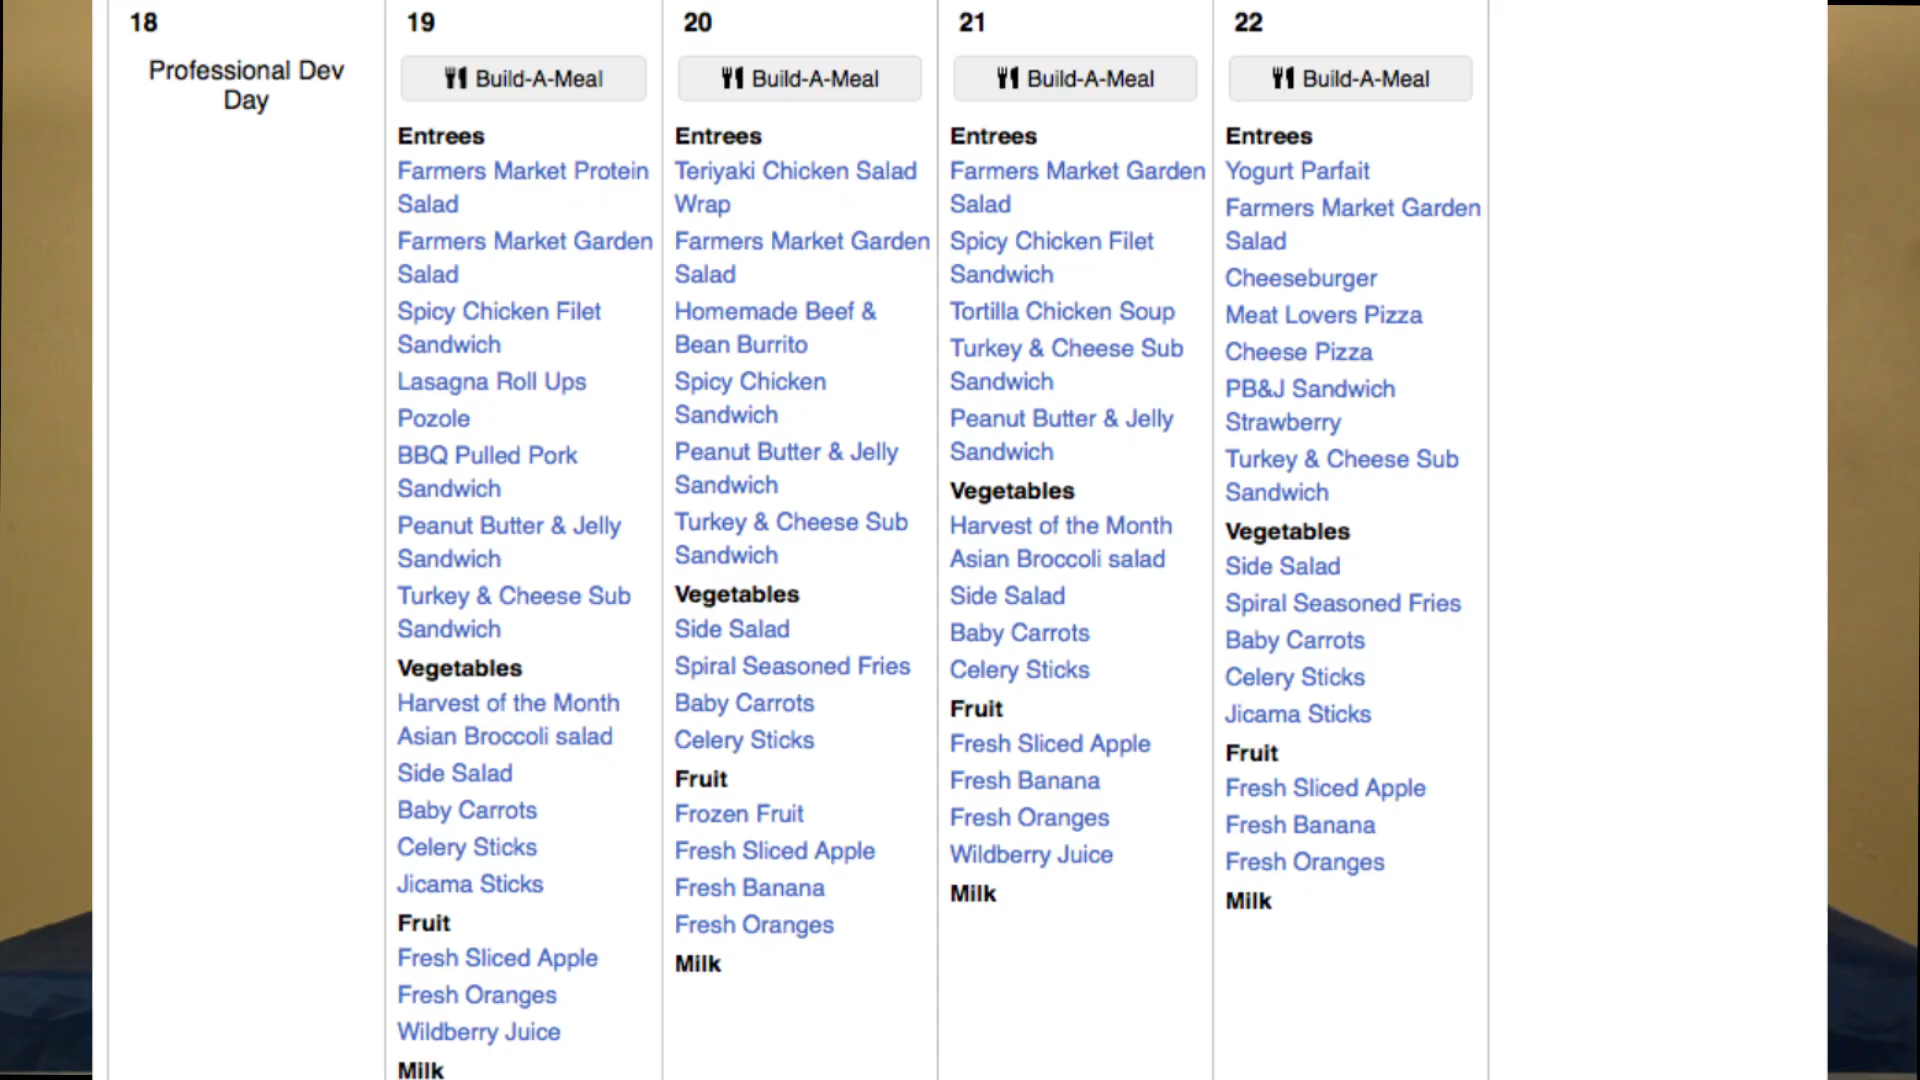 18
Professional Dev
Day
19
Build-A-Meal
Entrees
Farmers Market Protein
Salad
Farmers Market Garden
Salad
Spicy Chicken Filet
Sandwich
Lasagna Roll Ups
Pozole
BBQ Pulled Pork
Sandwich
Peanut Butter & Jelly
Sandwich
Turkey & Cheese Sub
Sandwich
Vegetables
Harvest of the Month
Asian Broccoli salad
Side Salad
Baby Carrots
Celery Sticks
Jicama Sticks
Fruit
Fresh Sliced Apple
Fresh Oranges
Wildberry Juice
Milk
20
Build-A-Meal
Entrees
Teriyaki Chicken Salad
Wrap
Farmers Market Garden
Salad
Homemade Beef &
Bean Burrito
Spicy Chicken
Sandwich
Peanut Butter & Jelly
Sandwich
Turkey & Cheese Sub
Sandwich
Vegetables
Side Salad
Spiral Seasoned Fries
Baby Carrots
Celery Sticks
Fruit
Frozen Fruit
Fresh Sliced Apple
Fresh Banana
Fresh Oranges
Milk
21
Build-A-Meal
Entrees
Farmers Market Garden
Salad
Spicy Chicken Filet
Sandwich
Tortilla Chicken Soup
Turkey & Cheese Sub
Sandwich
Peanut Butter & Jelly
Sandwich
Vegetables
Harvest of the Month
Asian Broccoli salad
Side Salad
Baby Carrots
Celery Sticks
Fruit
Fresh Sliced Apple
Fresh Banana
Fresh Oranges
Wildberry Juice
Milk
22
Build-A-Meal
Entrees
Yogurt Parfait
Farmers Market Garden
Salad
Cheeseburger
Meat Lovers Pizza
Cheese Pizza
PB&J Sandwich
Strawberry
Turkey & Cheese Sub
Sandwich
Vegetables
Side Salad
Spiral Seasoned Fries
Baby Carrots
Celery Sticks
Jicama Sticks
Fruit
Fresh Sliced Apple
Fresh Banana
Fresh Oranges
Milk